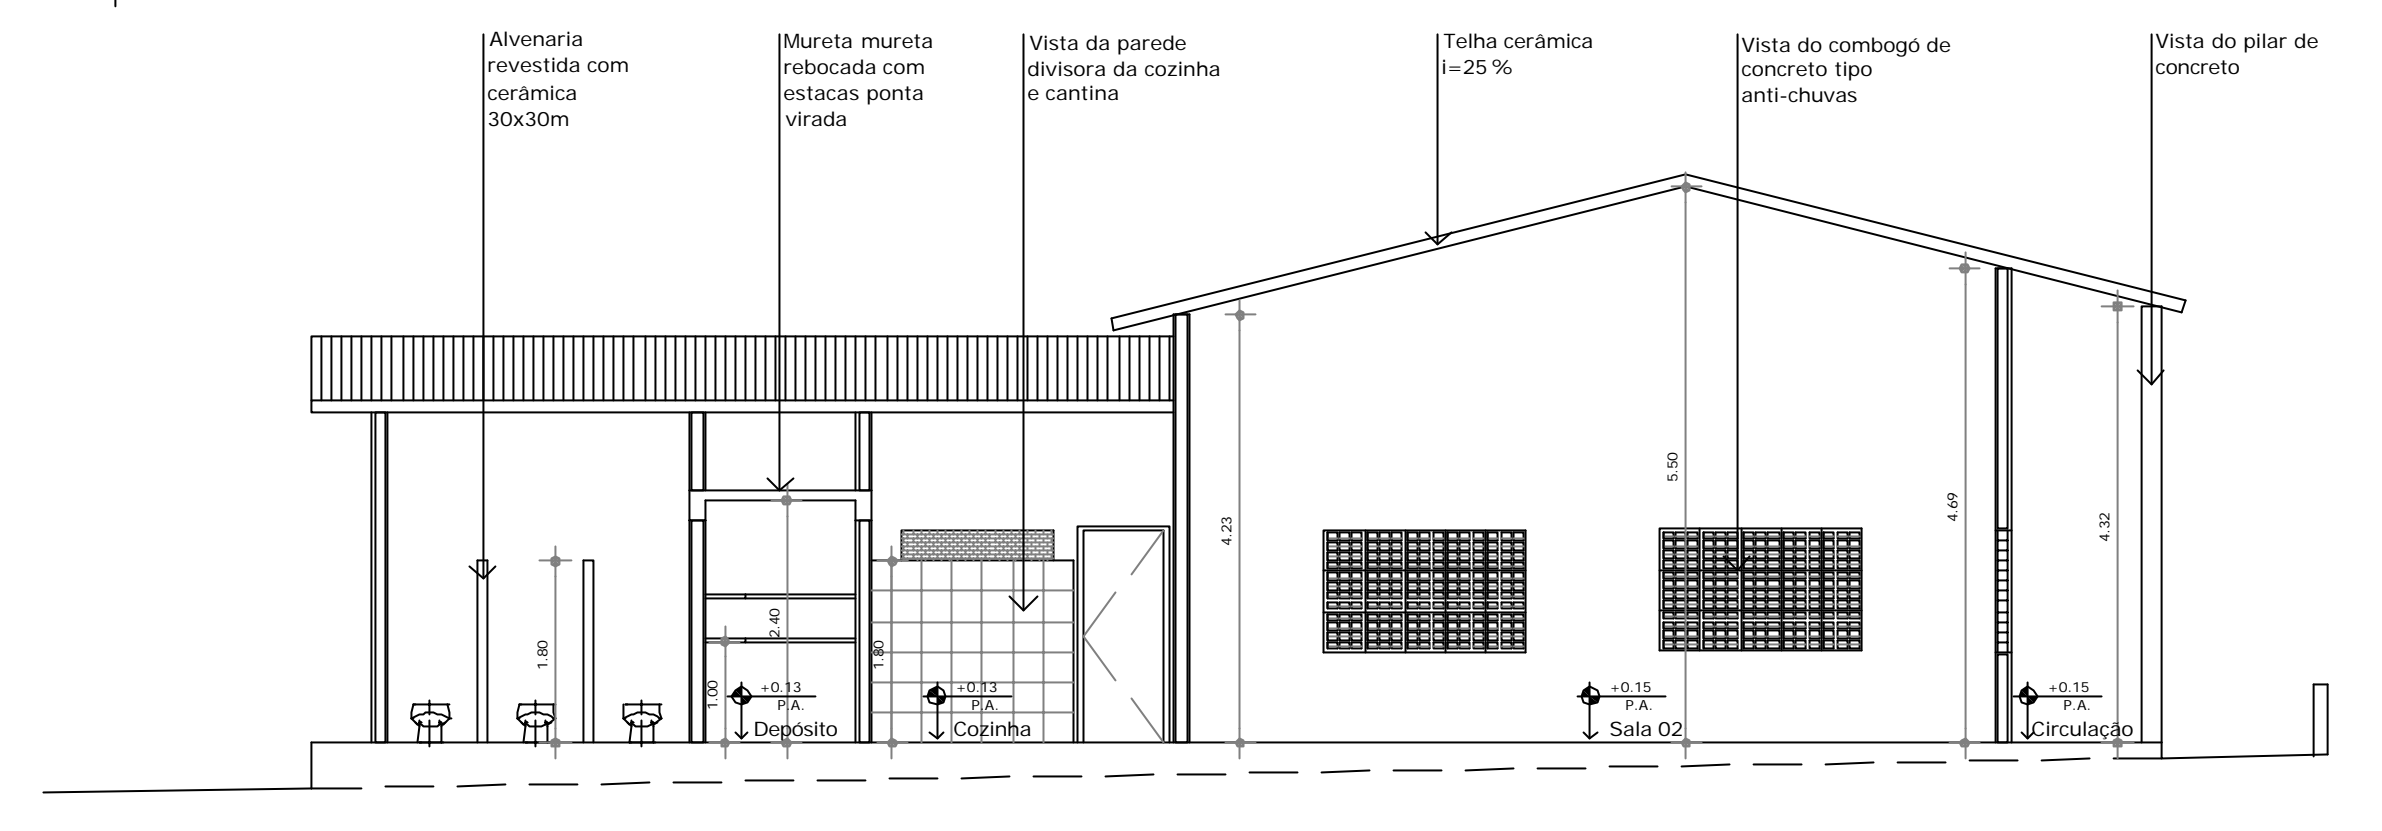 Alvenaria
revestida com
cerâmica
30x30m
Mureta mureta
rebocada com
estacas ponta
virada
Vista da parede
divisora da cozinha
e cantina
Telha cerâmica
i=25%
Vista do combogó de
concreto tipo
anti-chuvas
Vista do pilar de
concreto
1.80
1.00
2.40
1.80
4.23
5.50
4.69
4.32
+0.13
P.A.
Depósito
+0.13
P.A.
Cozinha
+0.15
P.A.
Sala 02
+0.15
P.A.
Circulação